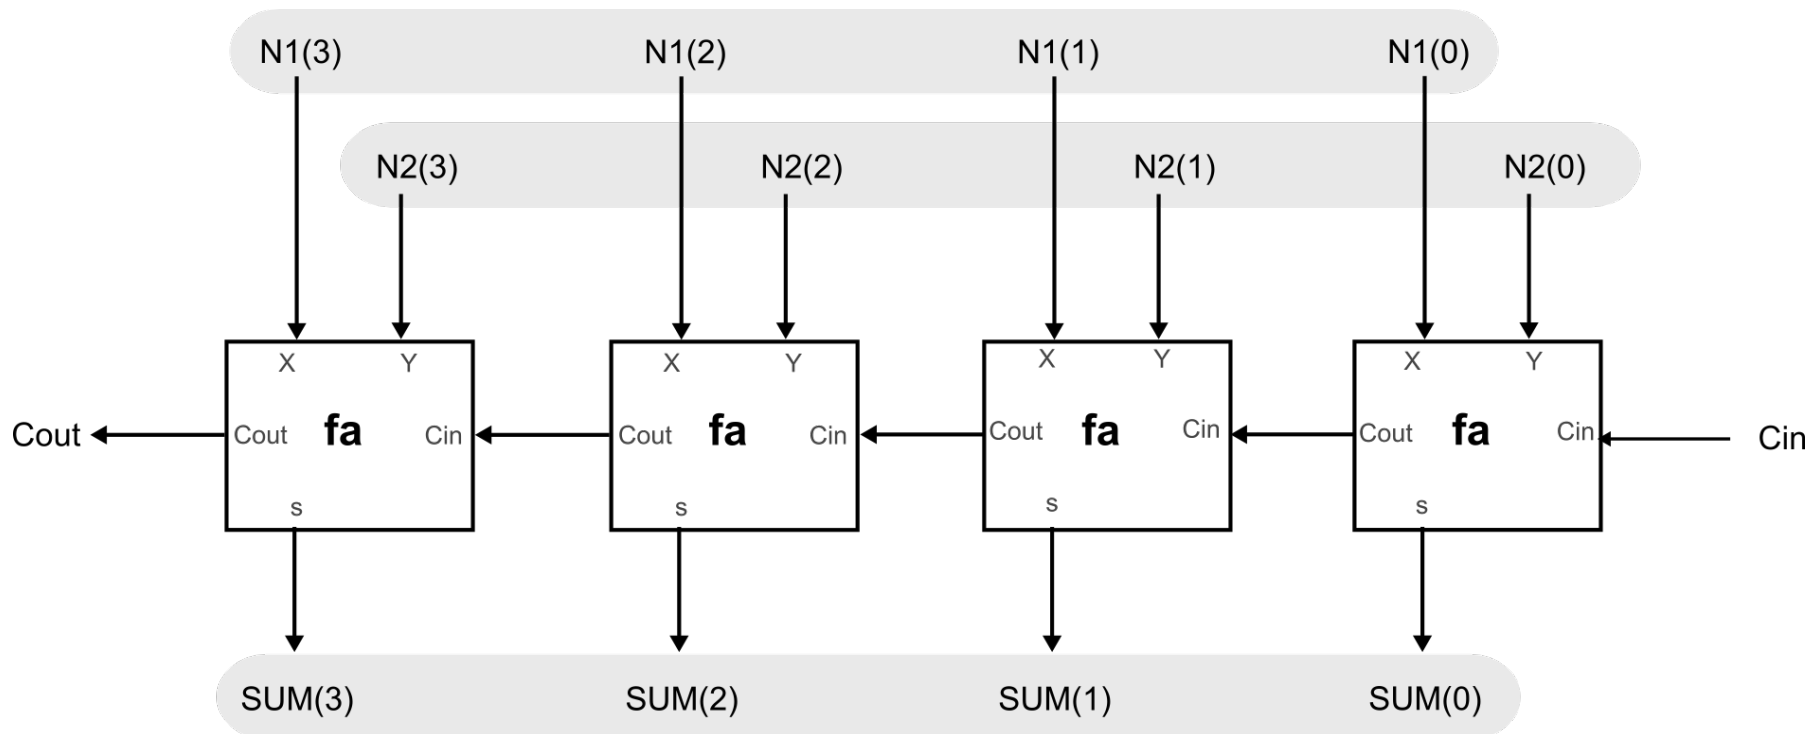 N1(3) N1(2) N1(1) N1(0)
N2(3) N2(2) N2(1) N2(0)
X Y X Y X Y X Y
Cout Cout fa Cin Cout fa Cin Cout fa Cin Cout fa Cin Cin
s s s s
SUM(3) SUM(2) SUM(1) SUM(0)